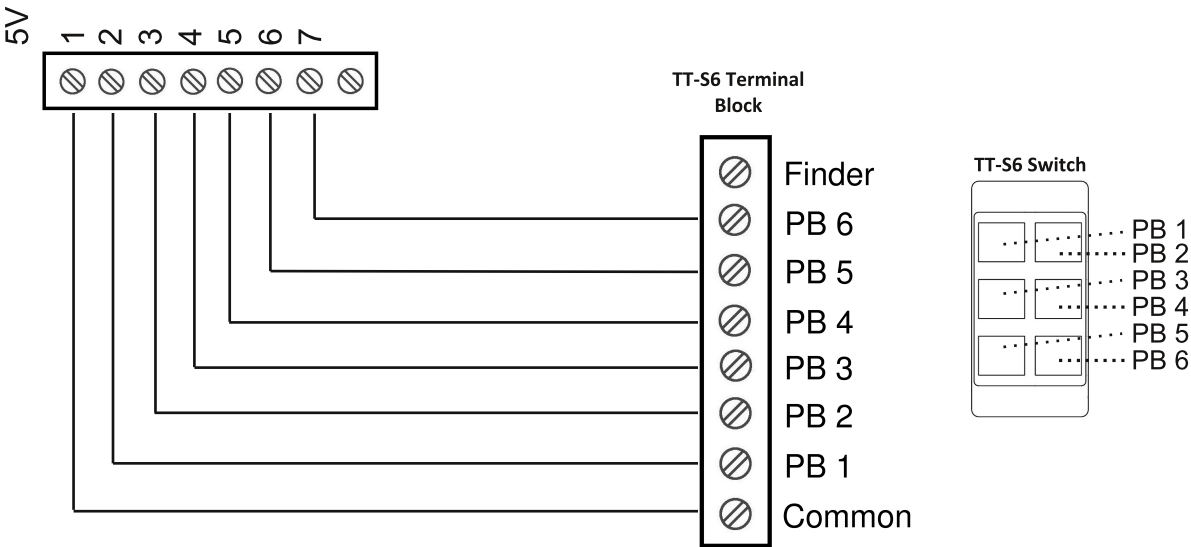 5V 1 2 3 4 5 6 7
TT-S6 Terminal
Block
Finder
PB 6
PB 5
PB 4
PB 3
PB 2
PB 1
Common
TT-S6 Switch
PB 1
PB 2
PB 3
PB 4
PB 5
PB 6